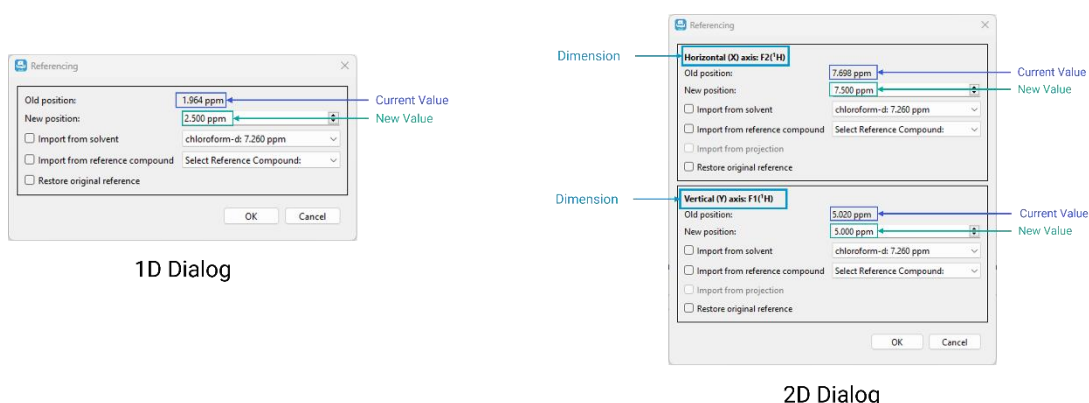 Referencing
Old position: 1.964 ppm Current Value
New position: 2.500 ppm New Value
Import from solvent chloroform-d: 7.260 ppm
Import from reference compound Select Reference Compound:
Restore original reference
OK Cancel
1D Dialog
Referencing
Dimension Horizontal (X) axis: F2(¹H)
Old position: 7.698 ppm Current Value
New position: 7.500 ppm New Value
Import from solvent chloroform-d: 7.260 ppm
Import from reference compound Select Reference Compound:
Import from projection
Restore original reference
Dimension Vertical (Y) axis: F1(¹H)
Old position: 5.020 ppm Current Value
New position: 5.000 ppm New Value
Import from solvent chloroform-d: 7.260 ppm
Import from reference compound Select Reference Compound:
Import from projection
Restore original reference
OK Cancel
2D Dialog